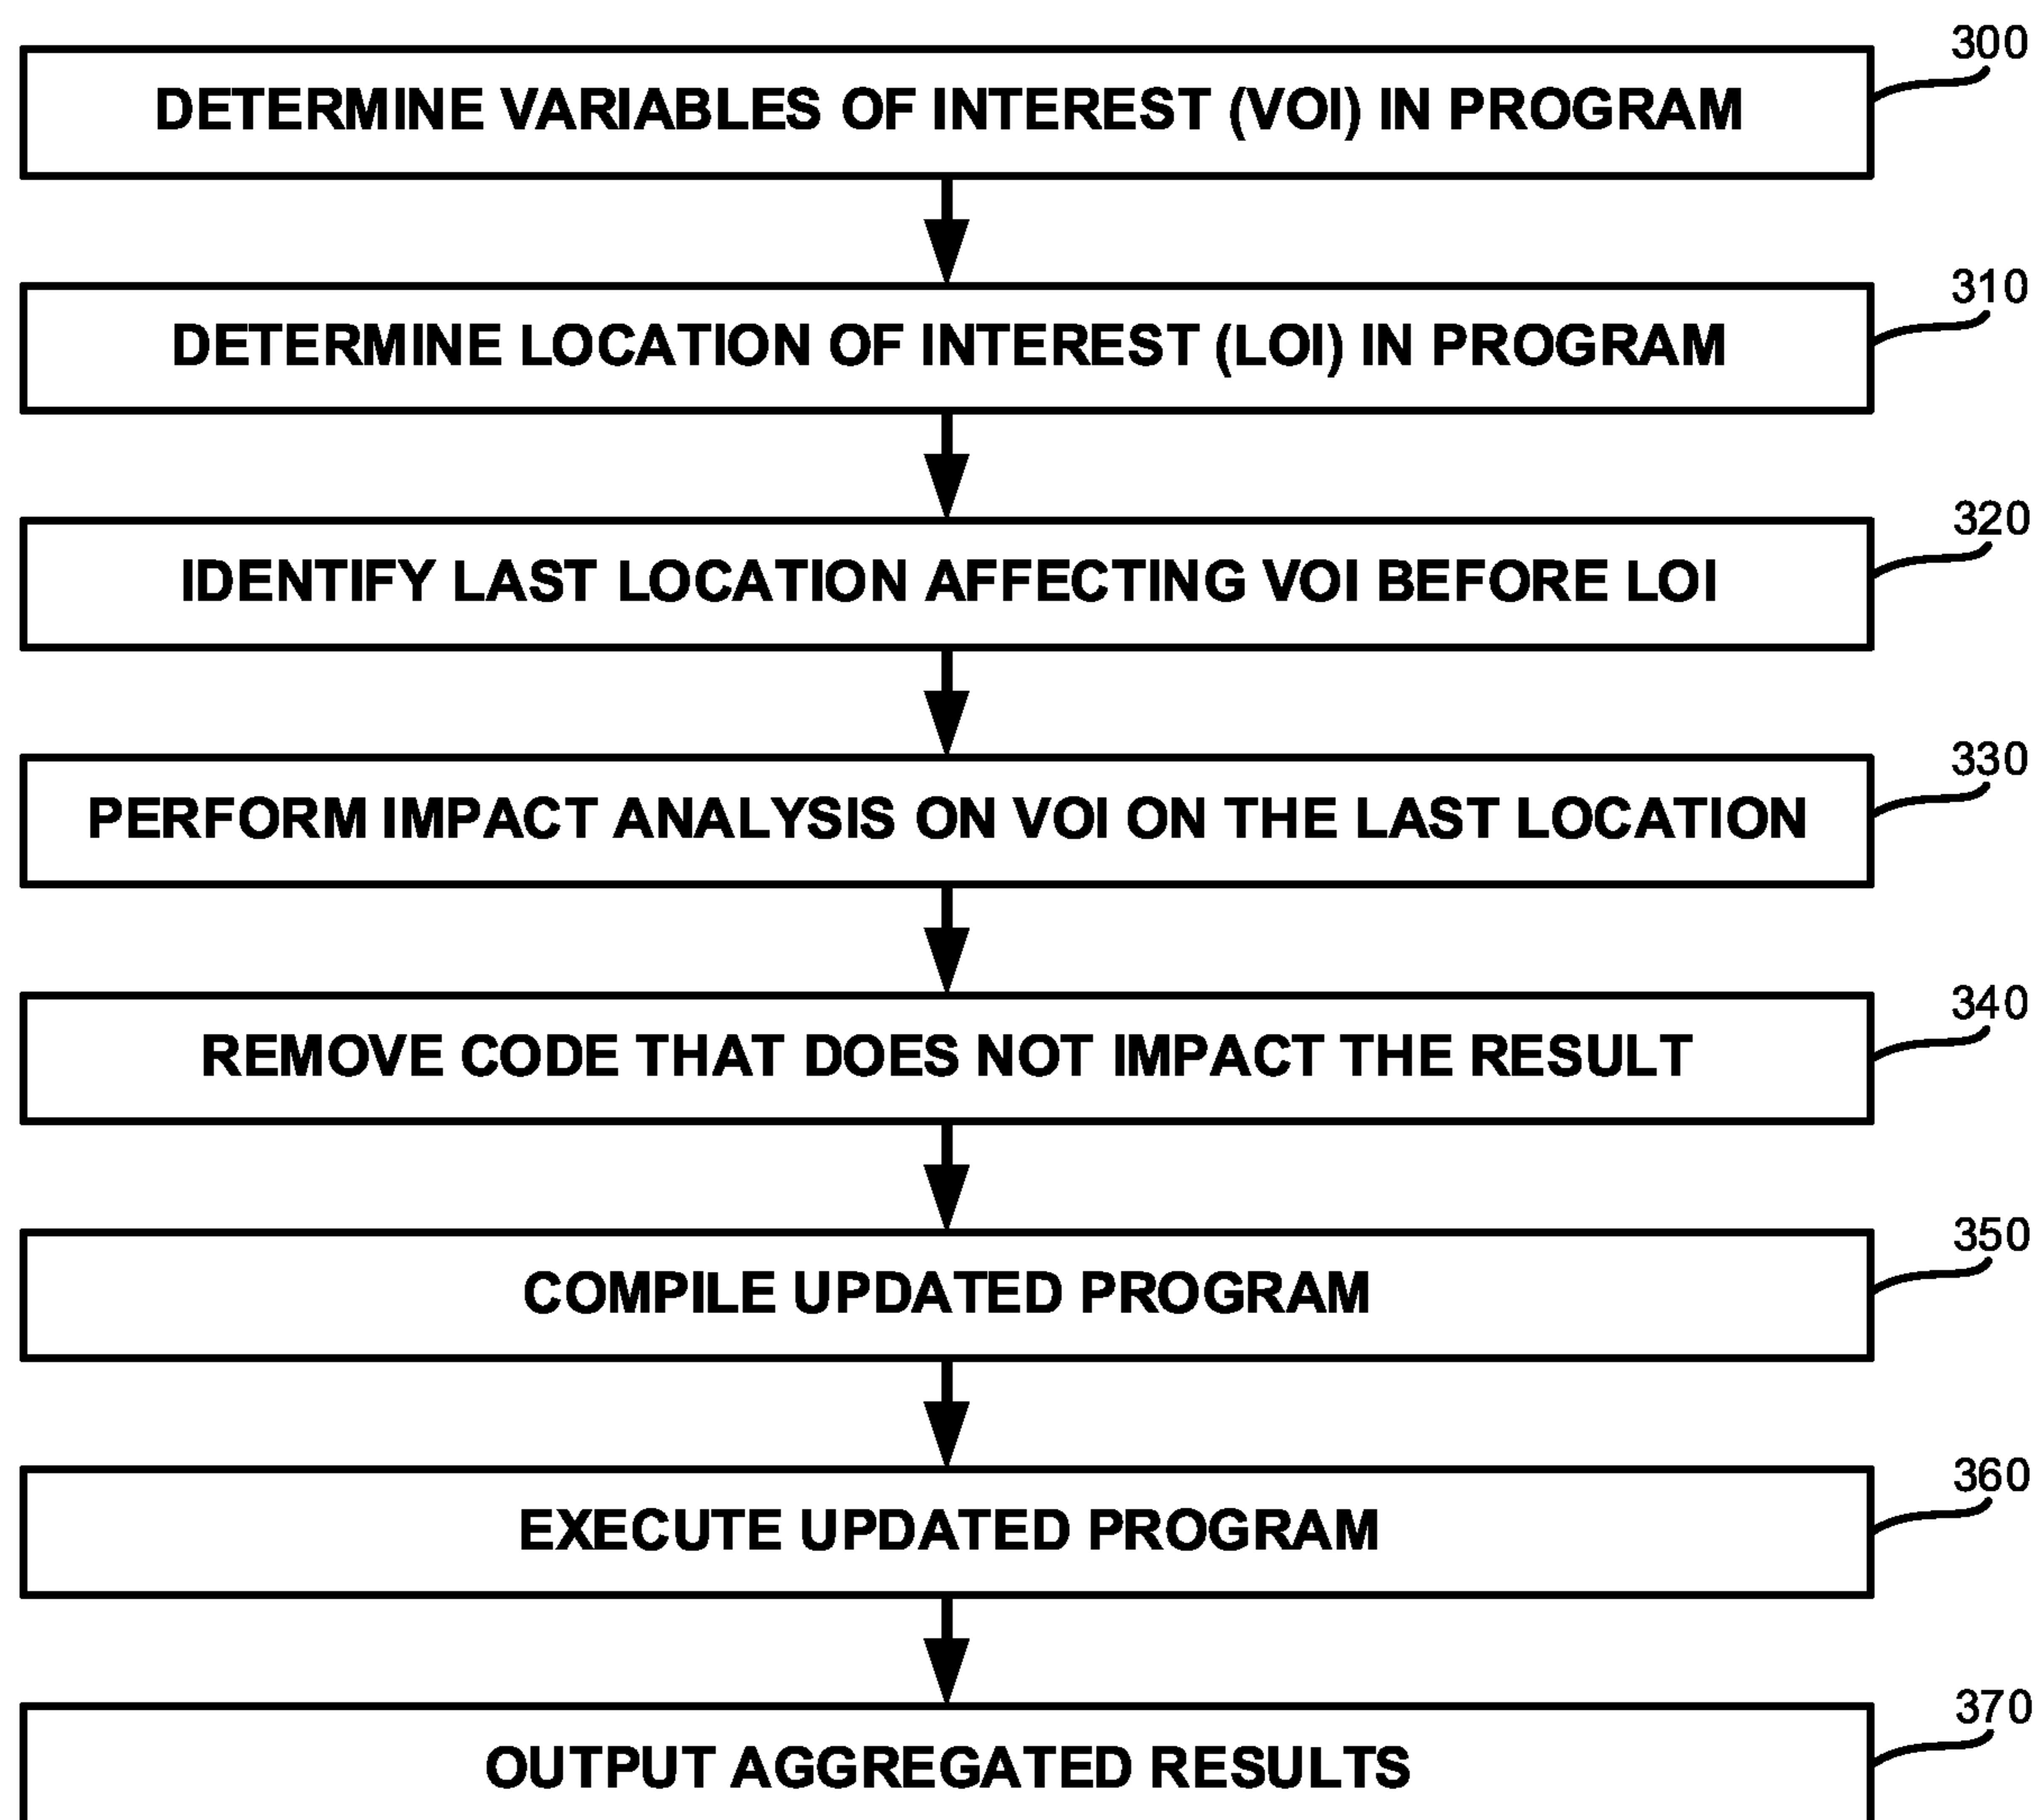 300
DETERMINE VARIABLES OF INTEREST (VOI) IN PROGRAM
310
DETERMINE LOCATION OF INTEREST (LOI) IN PROGRAM
320
IDENTIFY LAST LOCATION AFFECTING VOI BEFORE LOI
330
PERFORM IMPACT ANALYSIS ON VOI ON THE LAST LOCATION
340
REMOVE CODE THAT DOES NOT IMPACT THE RESULT
350
COMPILE UPDATED PROGRAM
360
EXECUTE UPDATED PROGRAM
370
OUTPUT AGGREGATED RESULTS